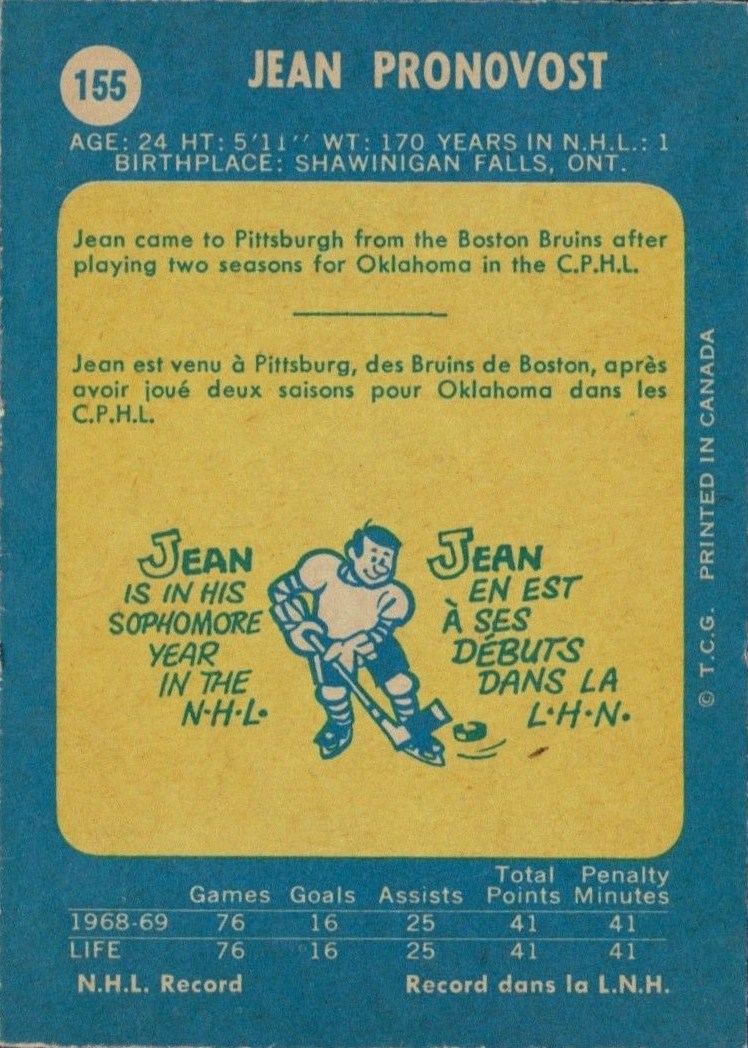 155
JEAN PRONOVOST
AGE: 24 HT: 5'11'' WT: 170 YEARS IN N.H.L.: 1
BIRTHPLACE: SHAWINIGAN FALLS, ONT.
Jean came to Pittsburgh from the Boston Bruins after
playing two seasons for Oklahoma in the C.P.H.L.
Jean est venu à Pittsburg, des Bruins de Boston, après
avoir joué deux saisons pour Oklahoma dans les
C.P.H.L.
JEAN
IS IN HIS
SOPHOMORE
YEAR
IN THE
N·H·L·
JEAN
EN EST
À SES
DÉBUTS
DANS LA
L·H·N·
© T.C.G. PRINTED IN CANADA
Total Penalty
Games Goals Assists Points Minutes
1968-69 76 16 25 41 41
LIFE 76 16 25 41 41
N.H.L. Record Record dans la L.N.H.